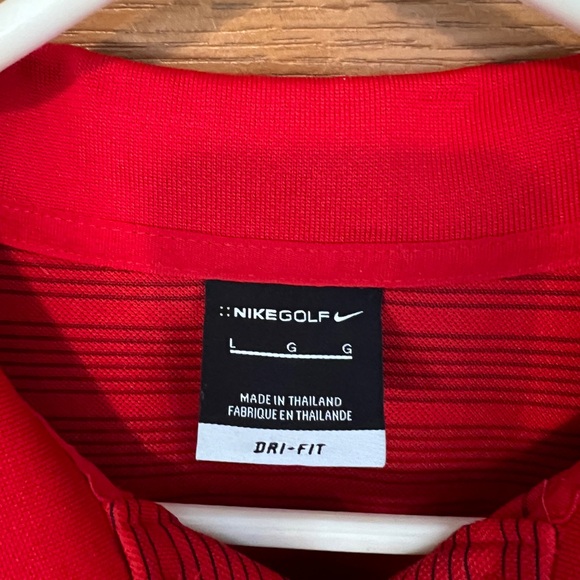 NIKEGOLF
L G G
MADE IN THAILAND
FABRIQUE EN THAILANDE
DRI-FIT